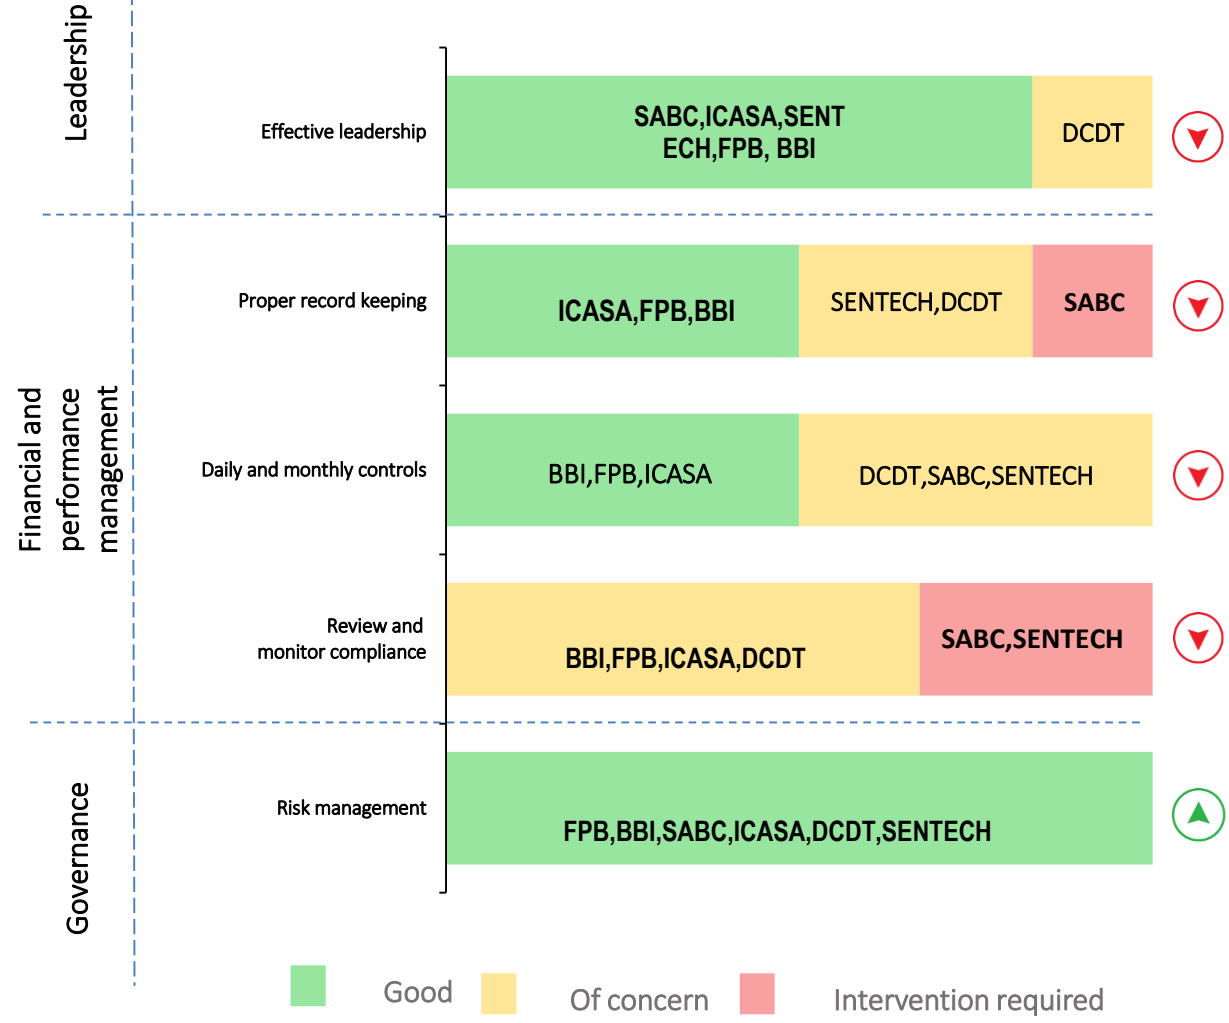 Leadership
Effective leadership
SABC,ICASA,SENT
ECH,FPB, BBI
DCDT
Financial and
performance
management
Proper record keeping
ICASA,FPB,BBI
SENTECH,DCDT
SABC
Daily and monthly controls
BBI,FPB,ICASA
DCDT,SABC,SENTECH
Review and
monitor compliance
BBI,FPB,ICASA,DCDT
SABC,SENTECH
Governance
Risk management
FPB,BBI,SABC,ICASA,DCDT,SENTECH
Good
Of concern
Intervention required